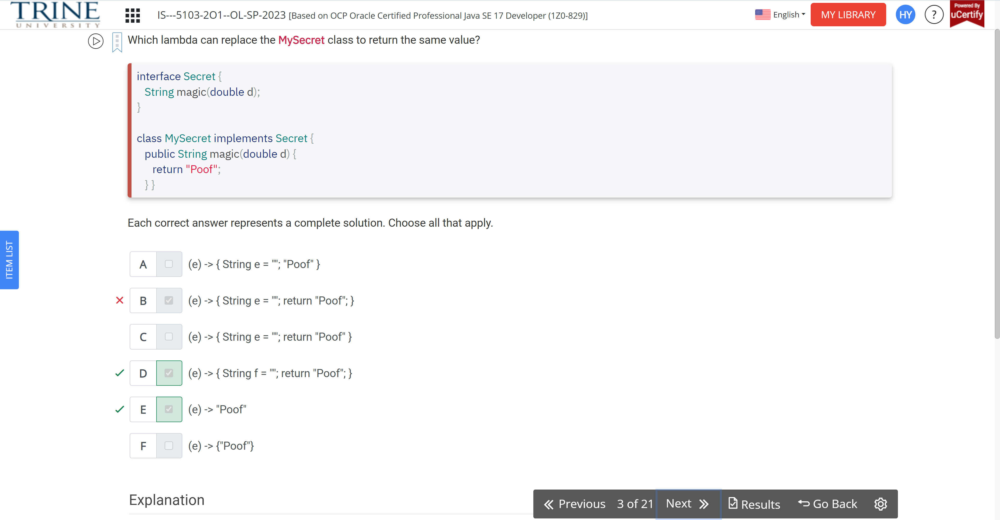 TRINE
UNIVERSITY
IS---5103-2O1--OL-SP-2023 [Based on OCP Oracle Certified Professional Java SE 17 Developer (1Z0-829)]
English
MY LIBRARY
HY
?
Powered By
uCertify
Which lambda can replace the MySecret class to return the same value?
interface Secret {
String magic(double d);
}
class MySecret implements Secret {
public String magic(double d) {
return "Poof";
} }
Each correct answer represents a complete solution. Choose all that apply.
ITEM LIST
A (e) -> { String e = ""; "Poof" }
B (e) -> { String e = ""; return "Poof"; }
C (e) -> { String e = ""; return "Poof" }
D (e) -> { String f = ""; return "Poof"; }
E (e) -> "Poof"
F (e) -> {"Poof"}
Explanation
Previous 3 of 21 Next Results Go Back